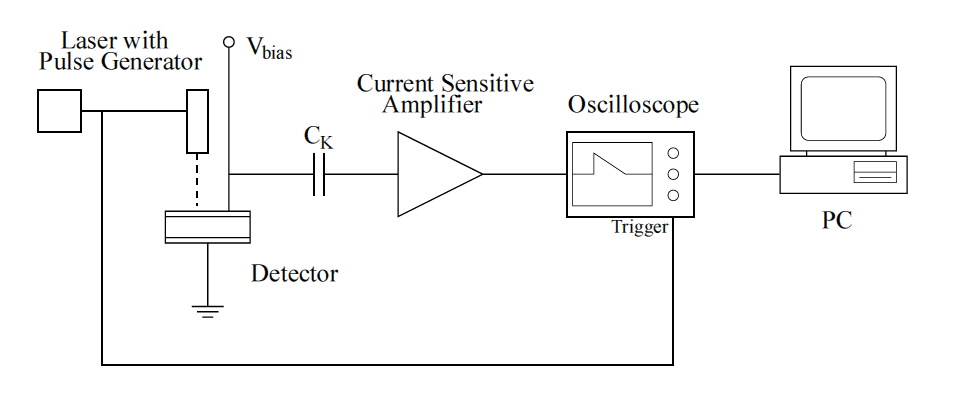 Laser with
Pulse Generator
V_bias
Current Sensitive
Amplifier
Oscilloscope
C_K
Trigger
PC
Detector